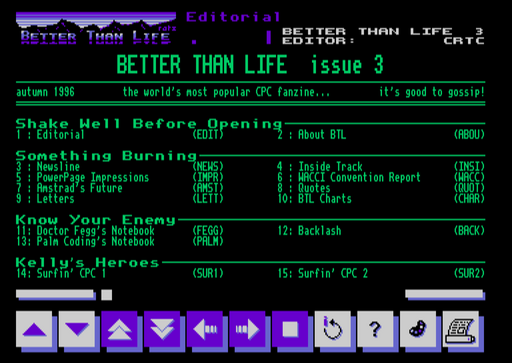 Editorial
rahx
BETTER THAN LIFE
BETTER THAN LIFE 3
EDITOR: CRTC
BETTER THAN LIFE issue 3
autumn 1996 the world's most popular CPC fanzine... it's good to gossip!
Shake Well Before Opening
1 : Editorial (EDIT) 2 : About BTL (ABOU)
Something Burning
3 : Newsline (NEWS) 4 : Inside Track (INSI)
5 : PowerPage Impressions (IMPR) 6 : WACCI Convention Report (WACC)
7 : Amstrad's Future (AMST) 8 : Quotes (QUOT)
9 : Letters (LETT) 10: BTL Charts (CHAR)
Know Your Enemy
11: Doctor Fegg's Notebook (FEGG) 12: Backlash (BACK)
13: Palm Coding's Notebook (PALM)
Kelly's Heroes
14: Surfin' CPC 1 (SUR1) 15: Surfin' CPC 2 (SUR2)
?